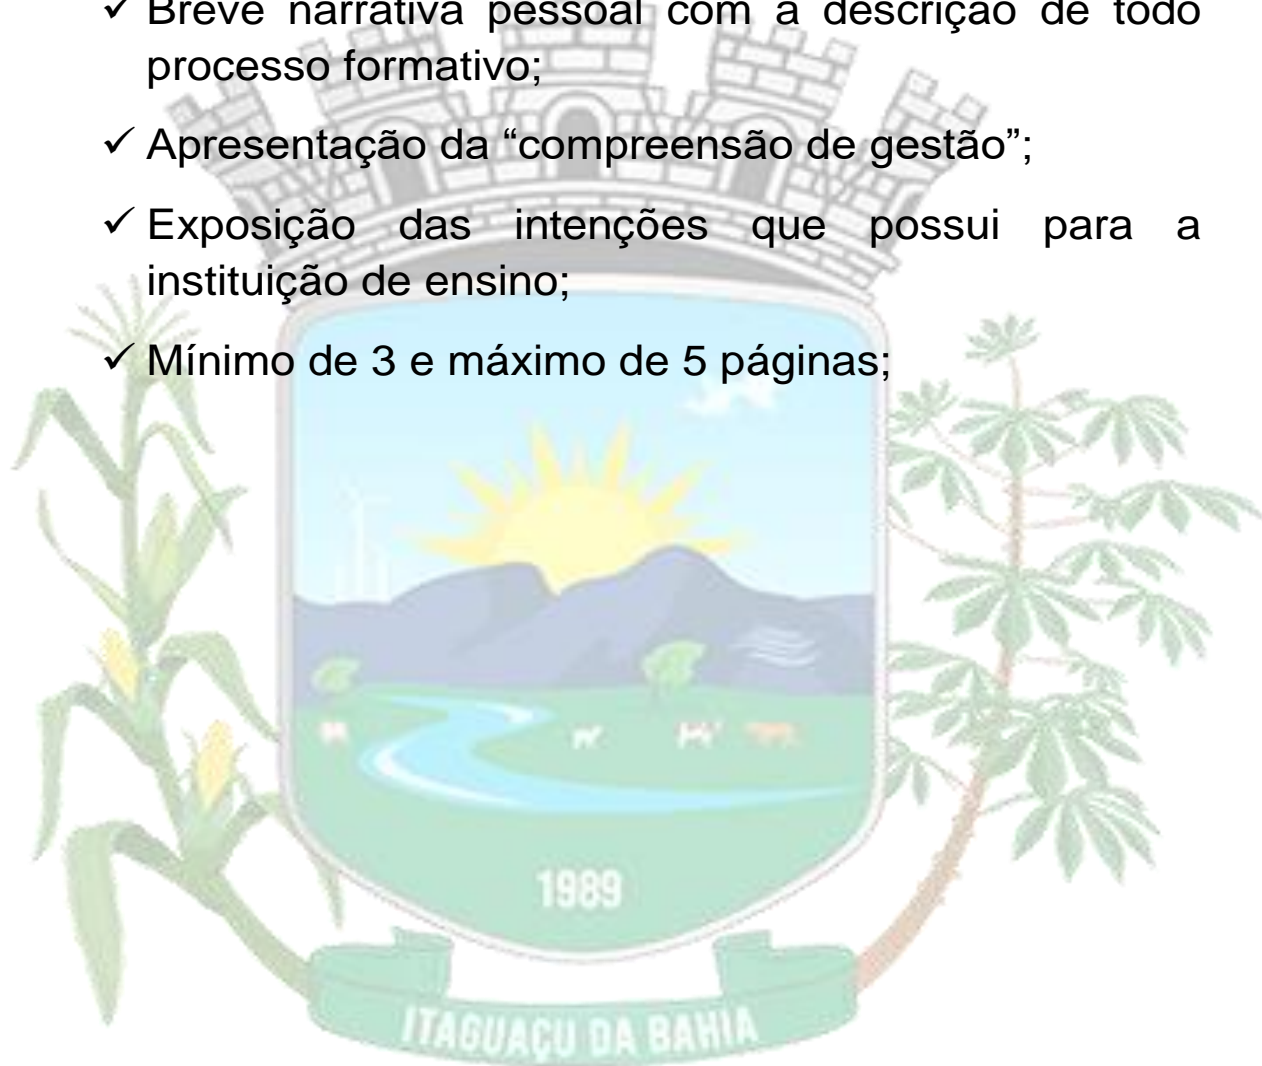 ✓ Breve narrativa pessoal com a descrição de todo
processo formativo;
✓ Apresentação da “compreensão de gestão”;
✓ Exposição das intenções que possui para a
instituição de ensino;
✓ Mínimo de 3 e máximo de 5 páginas;
1989
ITAGUAÇU DA BAHIA